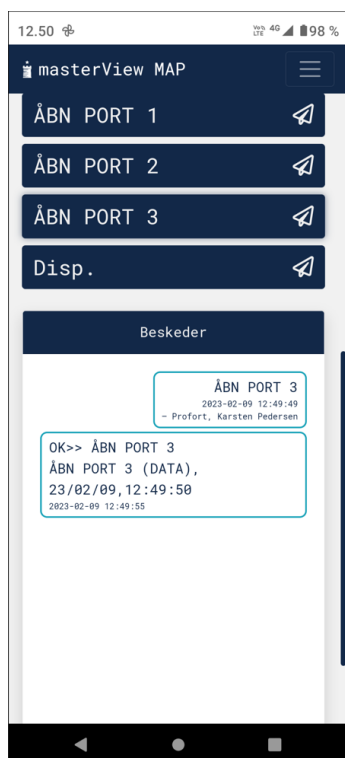 12.50
VoLTE 4G 98 %
masterView MAP
ÅBN PORT 1
ÅBN PORT 2
ÅBN PORT 3
Disp.
Beskeder
ÅBN PORT 3
2023-02-09 12:49:49
– Profort, Karsten Pedersen
OK>> ÅBN PORT 3
ÅBN PORT 3 (DATA),
23/02/09,12:49:50
2023-02-09 12:49:55